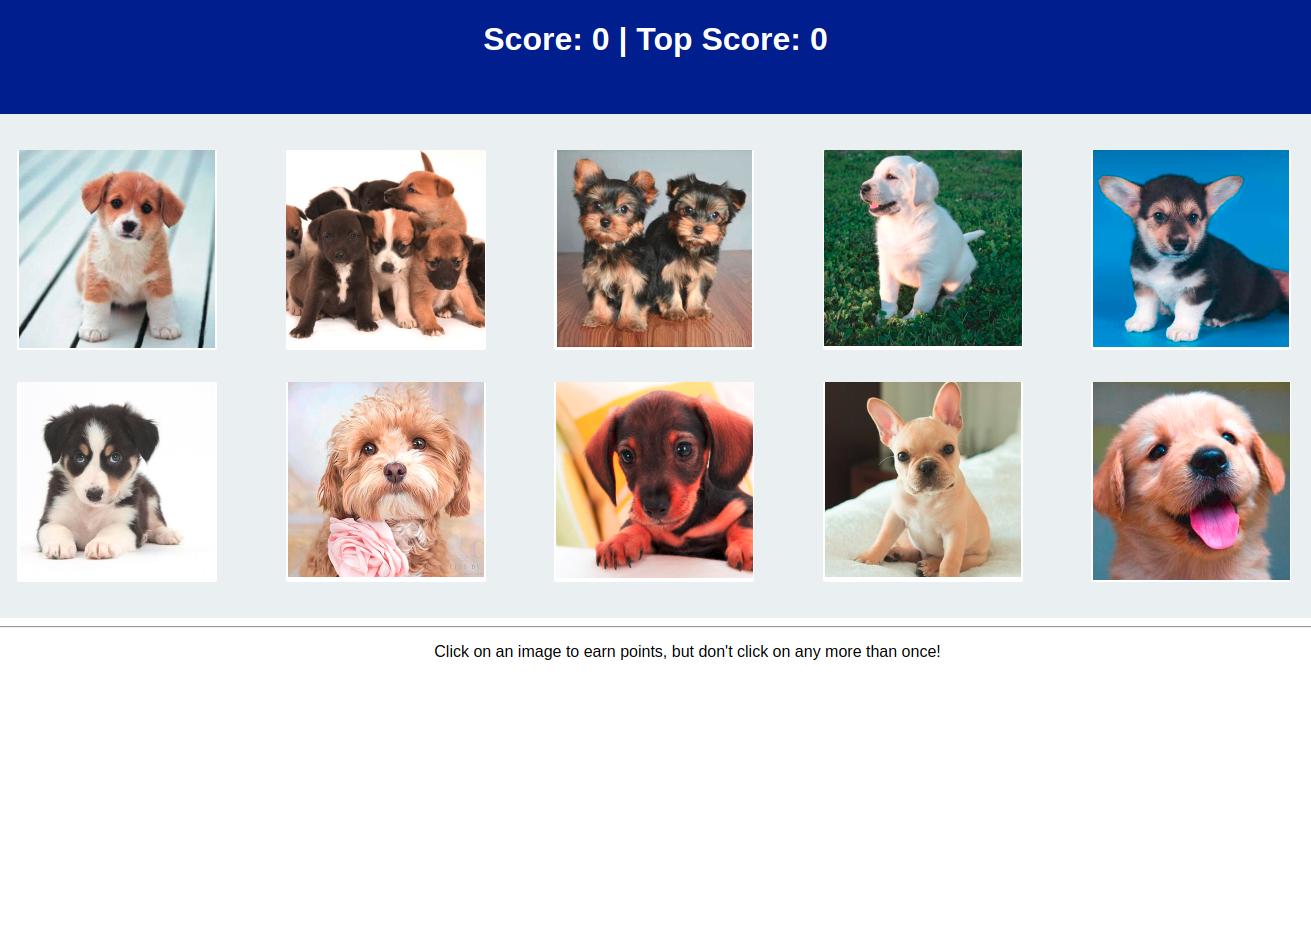 Score: 0 | Top Score: 0
Click on an image to earn points, but don't click on any more than once!